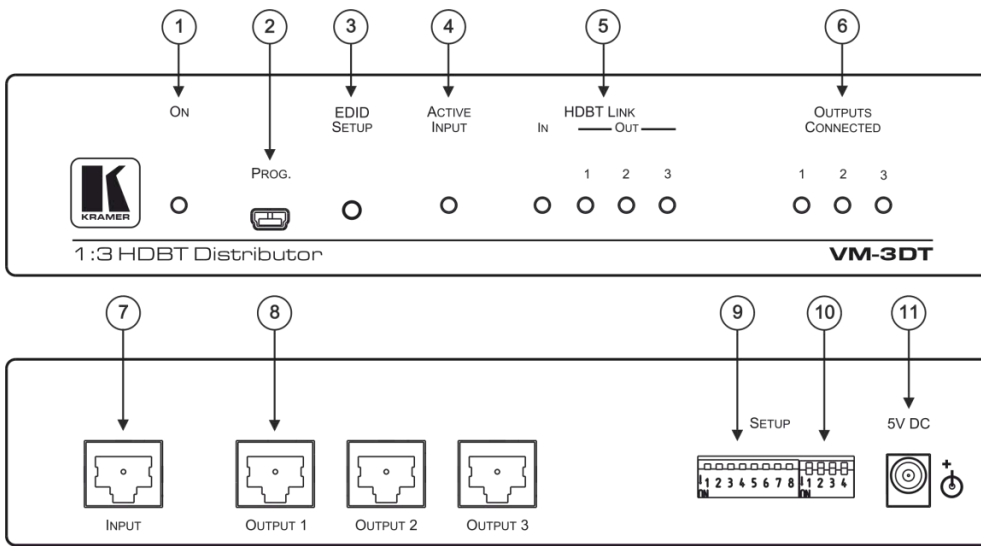 1 2 3 4 5 6
ON EDID SETUP ACTIVE INPUT HDBT LINK OUTPUTS CONNECTED
IN OUT
PROG. 1 2 3 1 2 3
K
KRAMER
1:3 HDBT Distributor VM-3DT
7 8 9 10 11
SETUP 5V DC
1 2 3 4 5 6 7 8 1 2 3 4 +
ON ON
INPUT OUTPUT 1 OUTPUT 2 OUTPUT 3